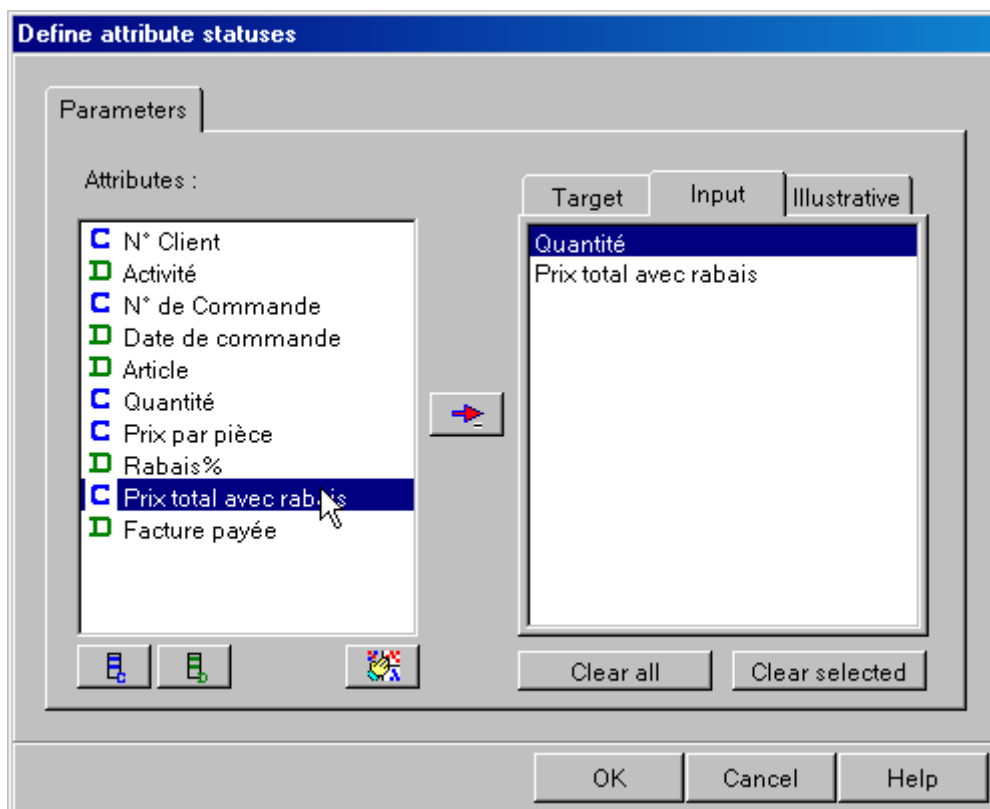 Define attribute statuses
Parameters
Attributes :
C N° Client
D Activité
C N° de Commande
D Date de commande
D Article
C Quantité
C Prix par pièce
D Rabais%
C Prix total avec rabais
D Facture payée
Target Input Illustrative
Quantité
Prix total avec rabais
C D
Clear all Clear selected
OK Cancel Help